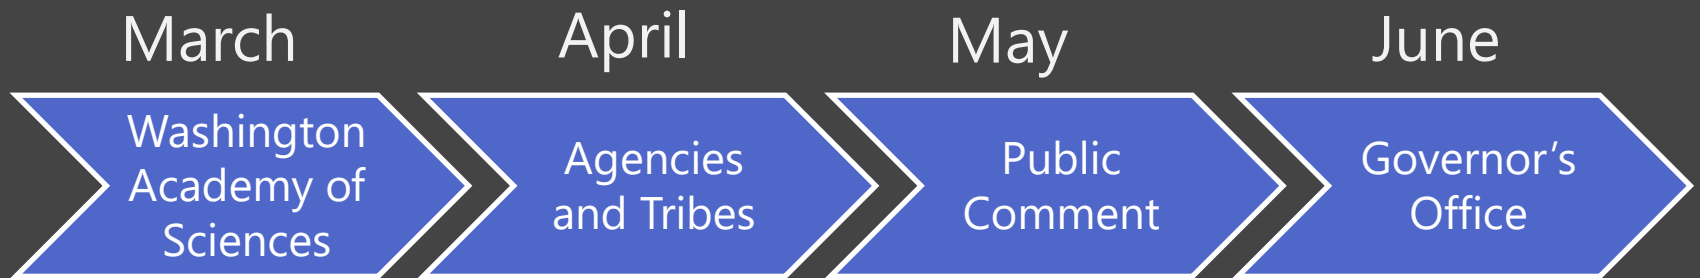 March
April
May
June
Washington
Academy of
Sciences
Agencies
and Tribes
Public
Comment
Governor’s
Office